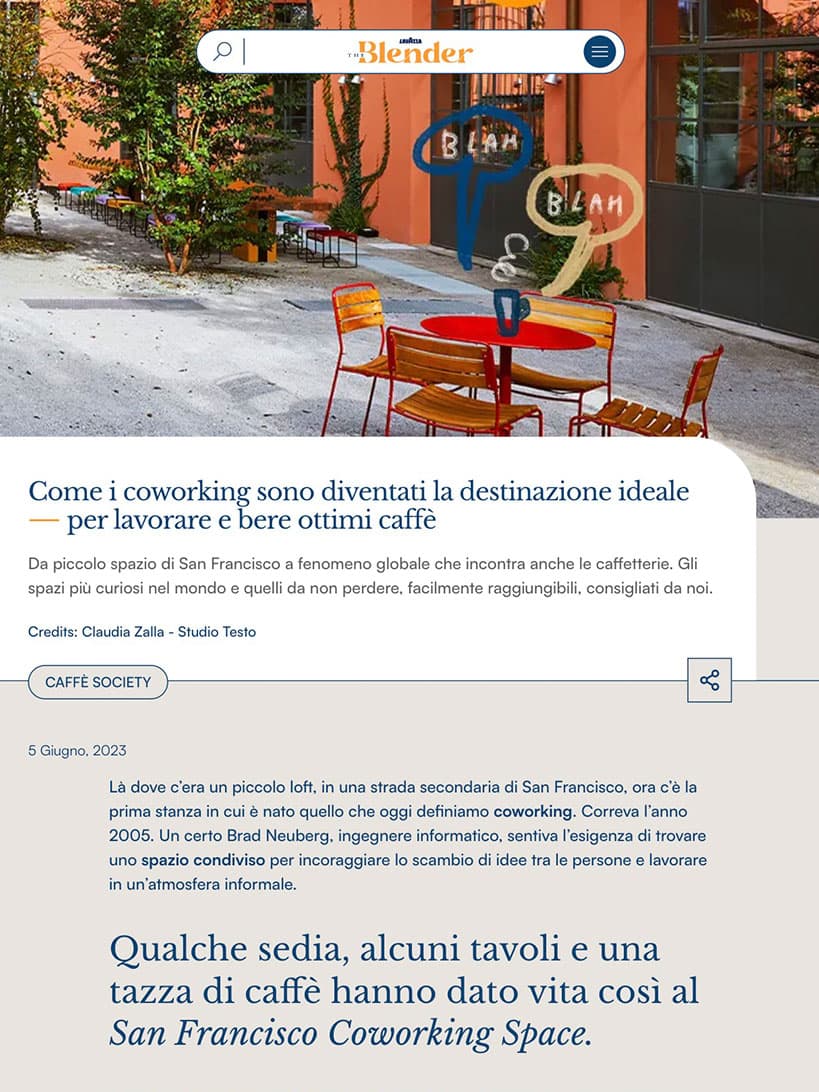 LAVAZZA
THE Blender
BLAH
BLAH
Come i coworking sono diventati la destinazione ideale
— per lavorare e bere ottimi caffè
Da piccolo spazio di San Francisco a fenomeno globale che incontra anche le caffetterie. Gli
spazi più curiosi nel mondo e quelli da non perdere, facilmente raggiungibili, consigliati da noi.
Credits: Claudia Zalla - Studio Testo
CAFFÈ SOCIETY
5 Giugno, 2023
Là dove c’era un piccolo loft, in una strada secondaria di San Francisco, ora c’è la
prima stanza in cui è nato quello che oggi definiamo coworking. Correva l’anno
2005. Un certo Brad Neuberg, ingegnere informatico, sentiva l’esigenza di trovare
uno spazio condiviso per incoraggiare lo scambio di idee tra le persone e lavorare
in un’atmosfera informale.
Qualche sedia, alcuni tavoli e una
tazza di caffè hanno dato vita così al
San Francisco Coworking Space.